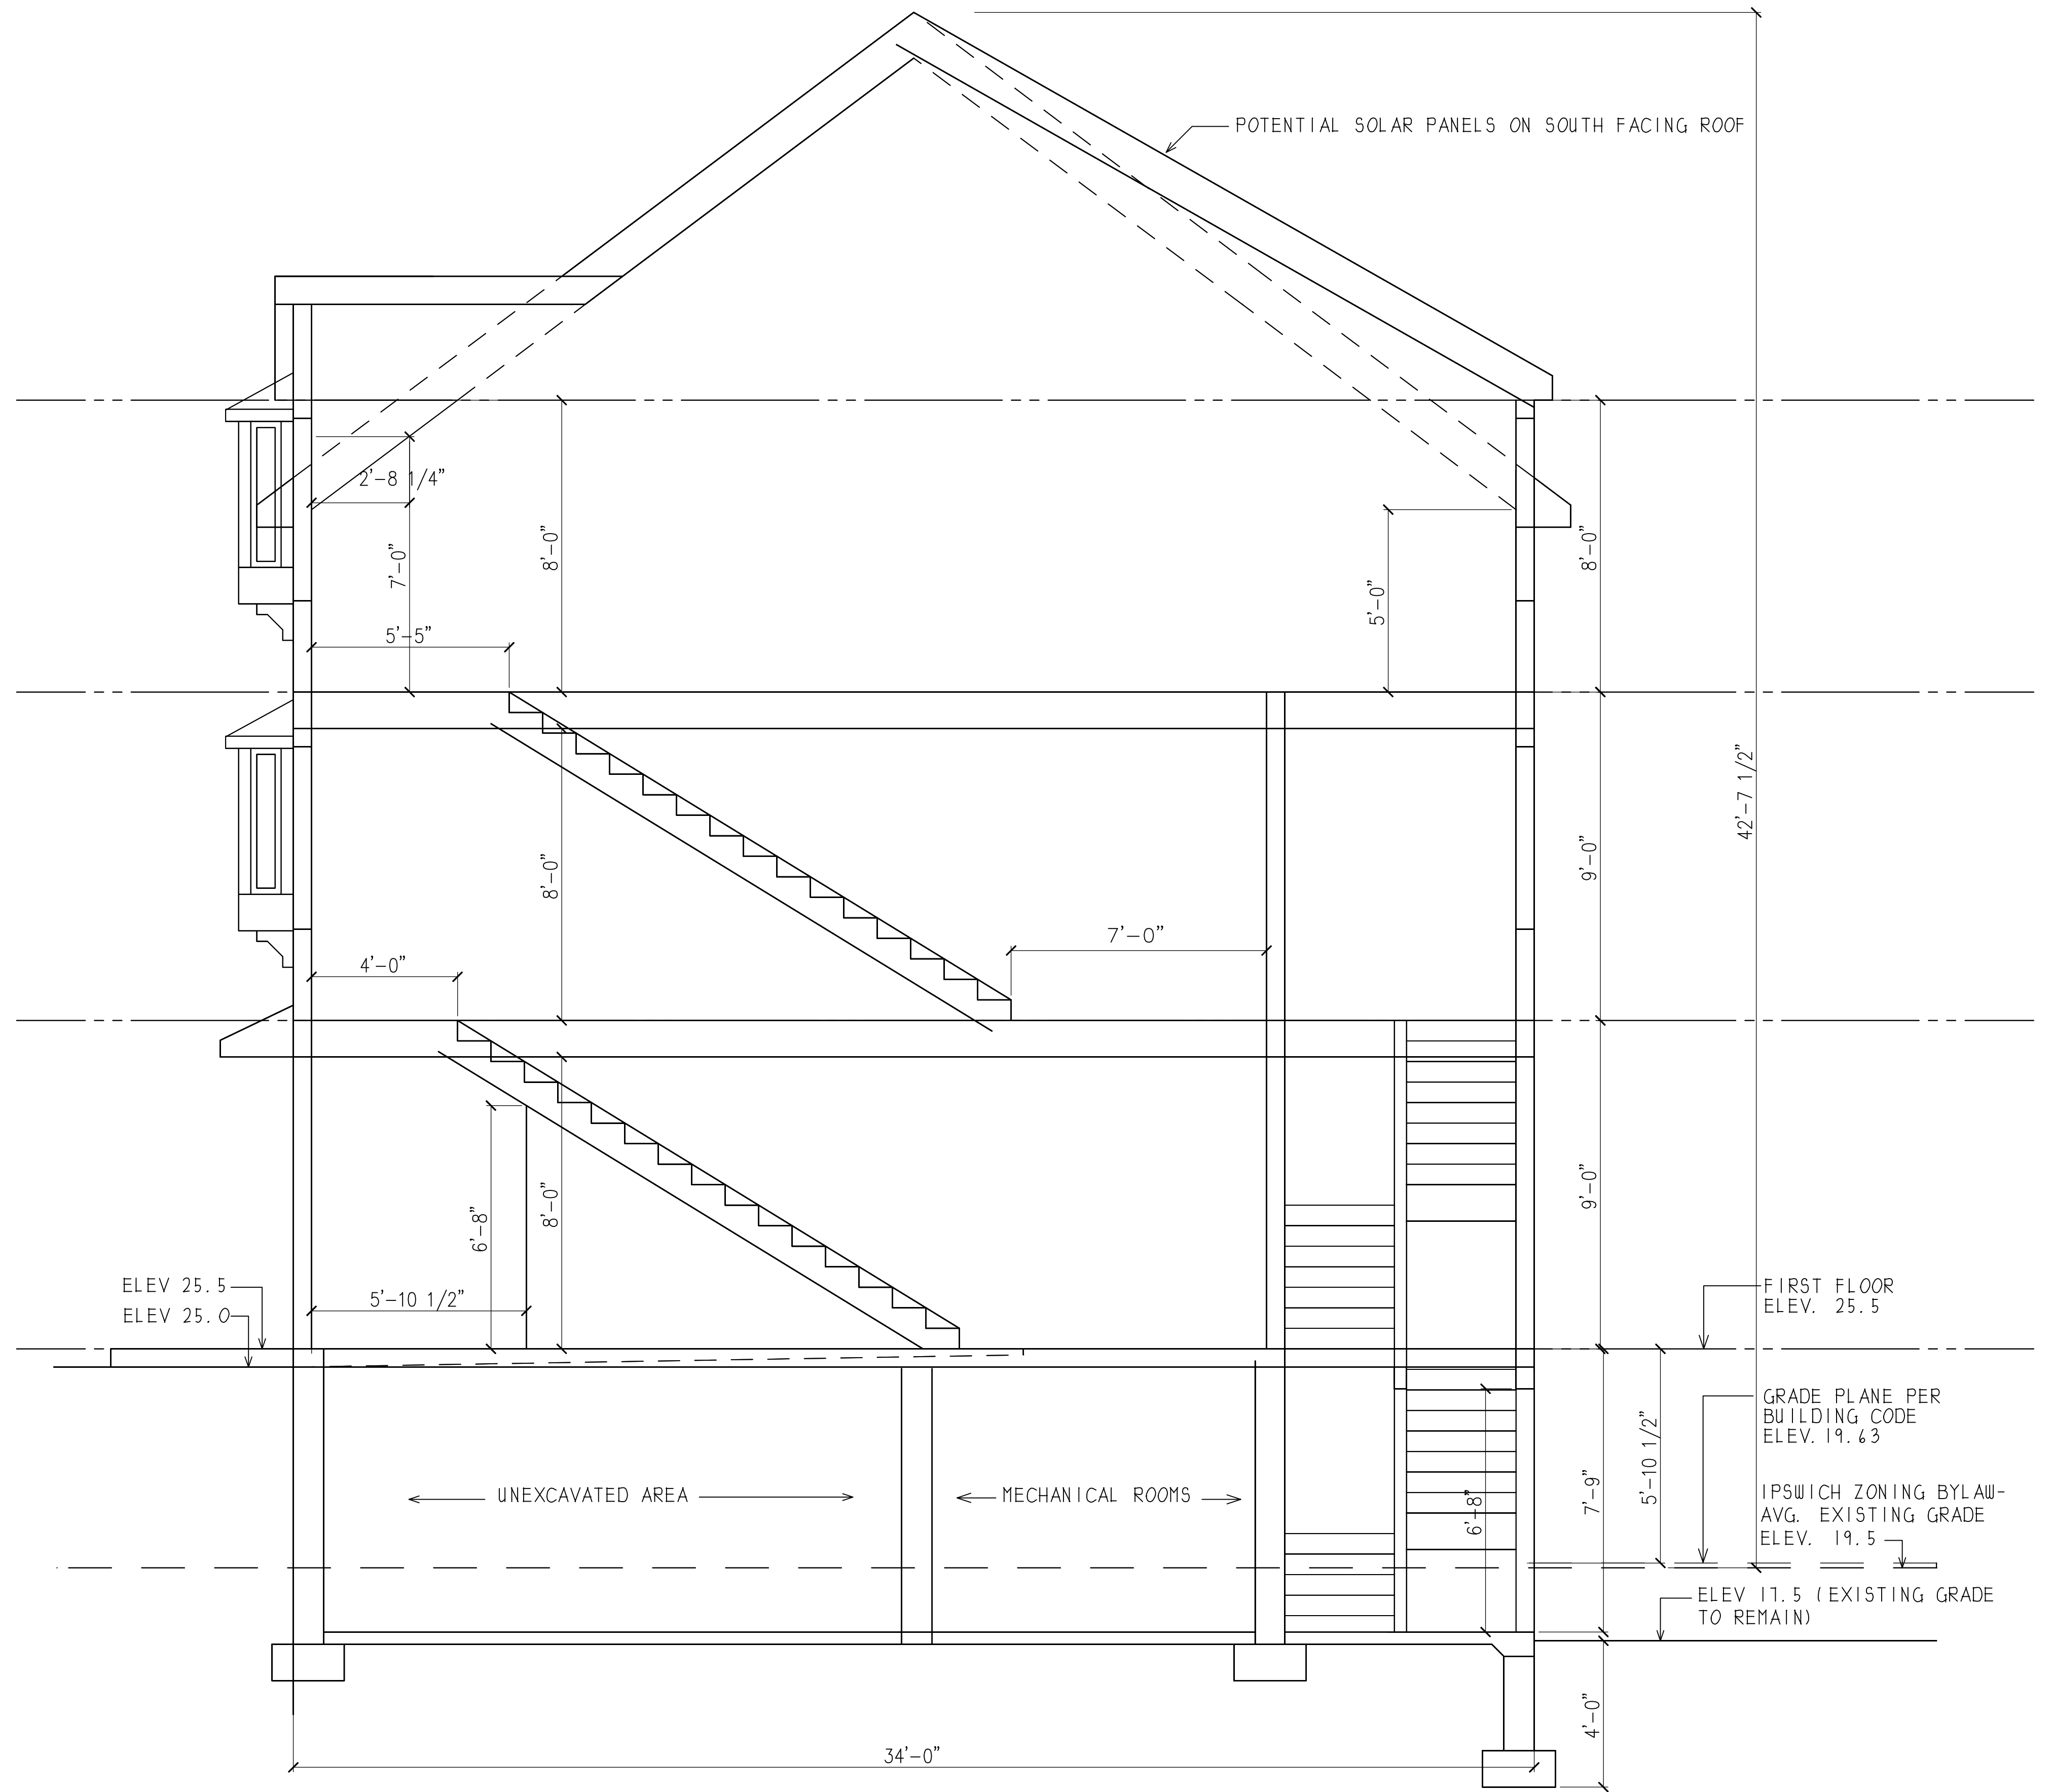 POTENTIAL SOLAR PANELS ON SOUTH FACING ROOF
2'-8 1/4"
7'-0"
8'-0"
5'-0"
8'-0"
5'-5"
42'-7 1/2"
8'-0"
9'-0"
7'-0"
4'-0"
6'-8"
8'-0"
9'-0"
ELEV 25.5
ELEV 25.0
5'-10 1/2"
FIRST FLOOR
ELEV. 25.5
GRADE PLANE PER
BUILDING CODE
ELEV. 19.63
5'-10 1/2"
7'-9"
6'-8"
UNEXCAVATED AREA
MECHANICAL ROOMS
IPSWICH ZONING BYLAW-
AVG. EXISTING GRADE
ELEV. 19.5
ELEV 17.5 (EXISTING GRADE
TO REMAIN)
4'-0"
34'-0"